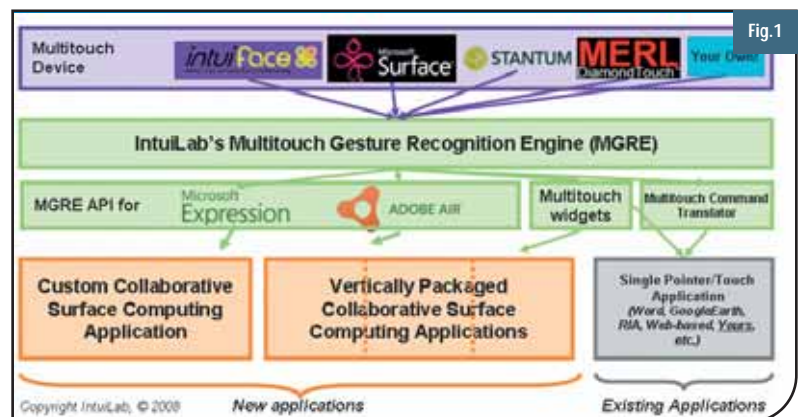 Fig.1
Multitouch
Device
intuiface
Microsoft
Surface
STANTUM
MERL
DiamondTouch
Your Own!
IntuiLab's Multitouch Gesture Recognition Engine (MGRE)
MGRE API for
Microsoft
Expression
ADOBE AIR
Multitouch
widgets
Multitouch Command
Translator
Custom Collaborative
Surface Computing
Application
Vertically Packaged
Collaborative Surface
Computing Applications
Single Pointer/Touch
Application
(Word, GoogleEarth,
RIA, Web-based, Yours,
etc.)
Copyright IntuiLab, © 2008
New applications
Existing Applications